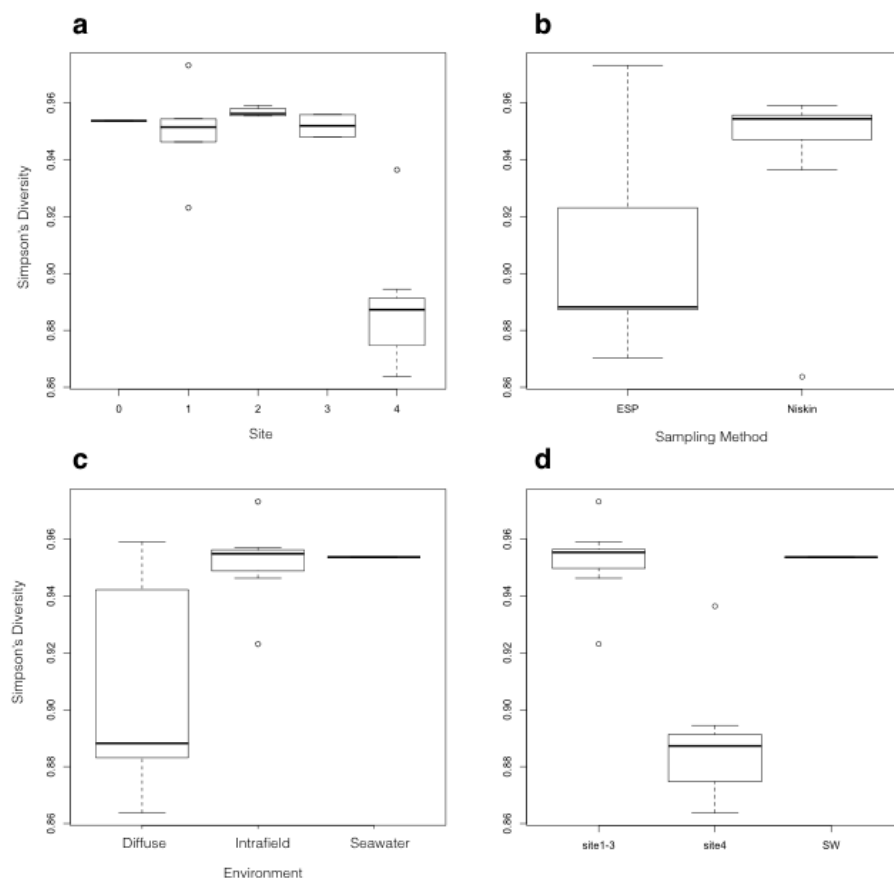 a
Simpson's Diversity
0.96
0.94
0.92
0.90
0.88
0.86
0
1
2
3
4
Site
b
0.96
0.94
0.92
0.90
0.88
0.86
ESP
Niskin
Sampling Method
c
Simpson's Diversity
0.96
0.94
0.92
0.90
0.88
0.86
Diffuse
Intrafield
Seawater
Environment
d
0.96
0.94
0.92
0.90
0.88
0.86
site1-3
site4
SW